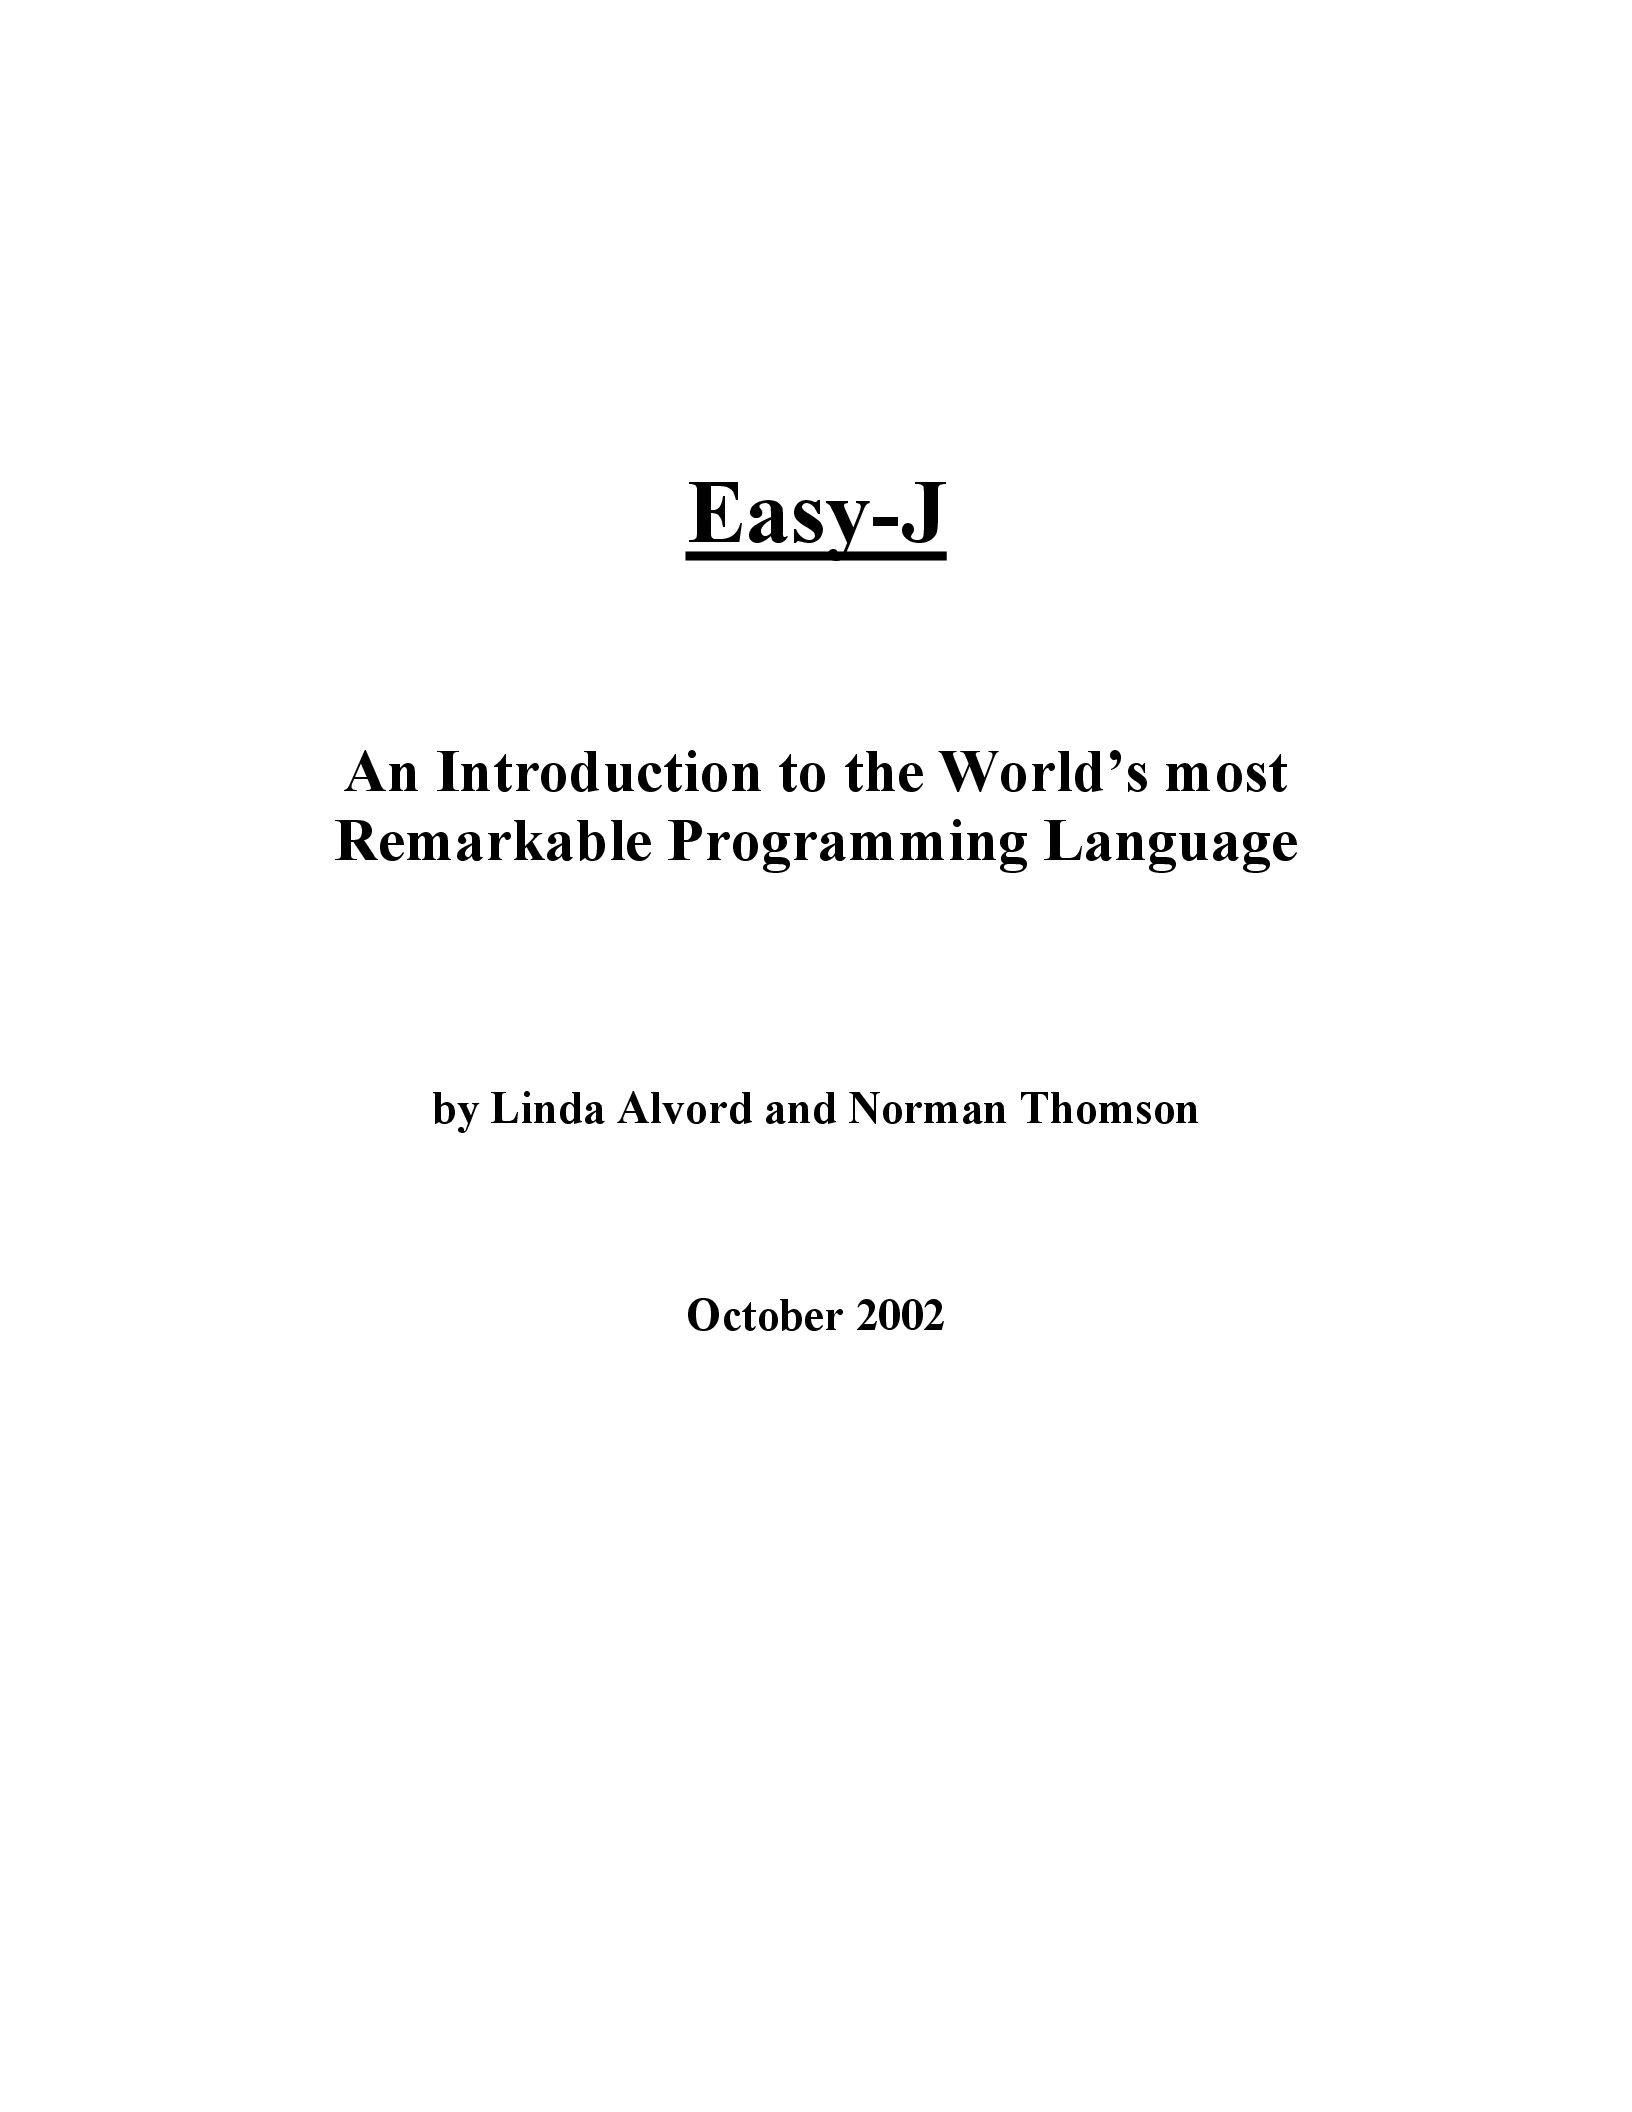 Easy-J
An Introduction to the World’s most
Remarkable Programming Language
by Linda Alvord and Norman Thomson
October 2002